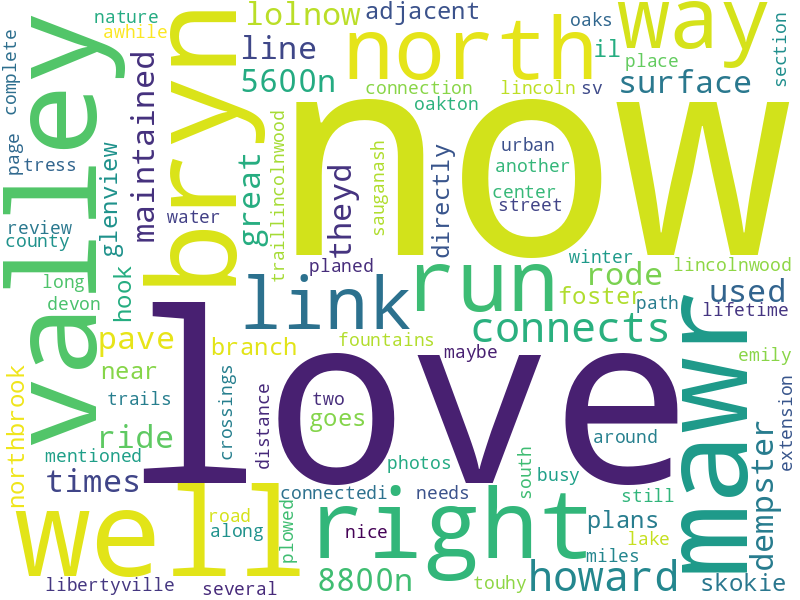 nature
awhile
lolnow
adjacent
oaks
way
north
line
il
place
5600n
connection
lincoln
sv
surface
section
complete
oakton
valley
bryn
maintained
now
page
tress
glenview
great
traillincolnwood
theyd
sauganash
directly
urban
another
center
street
water
review
county
planed
winter
lincolnwood
long
devon
hook
link
run
rode
foster
path
used
lifetime
connects
pave
branch
fountains
maybe
mawr
emily
near
love
northbrook
trails
crossings
distance
two
goes
extension
ride
around
dempster
mentioned
photos
south
busy
times
connectedi
needs
still
well
right
road
along
plowed
nice
plans
lake
miles
libertyville
several
8800n
touhy
howard
skokie